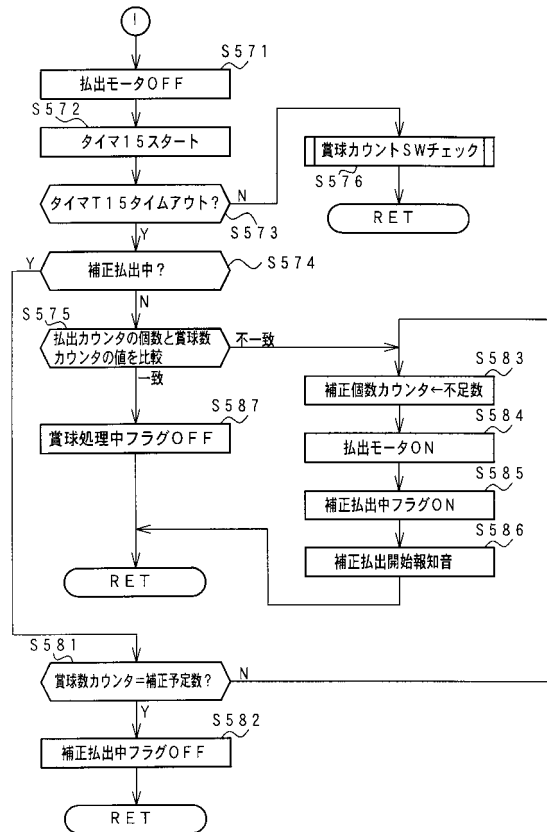 I
S571
払出モータOFF
S572
タイマ15スタート
タイマT15タイムアウト?
N
S573
Y
賞球カウントSWチェック
S576
RET
Y
補正払出中?
S574
N
S575
払出カウンタの個数と賞球数
カウンタの値を比較
不一致
一致
S583
補正個数カウンタ←不足数
S587
賞球処理中フラグOFF
S584
払出モータON
S585
補正払出中フラグON
S586
補正払出開始報知音
RET
S581
賞球数カウンタ=補正予定数?
N
Y
S582
補正払出中フラグOFF
RET